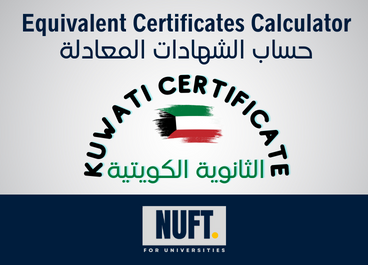 Equivalent Certificates Calculator
حساب الشهادات المعادلة
KUWATI CERTIFICATE
الثانوية الكويتية
NUFT.
FOR UNIVERSITIES